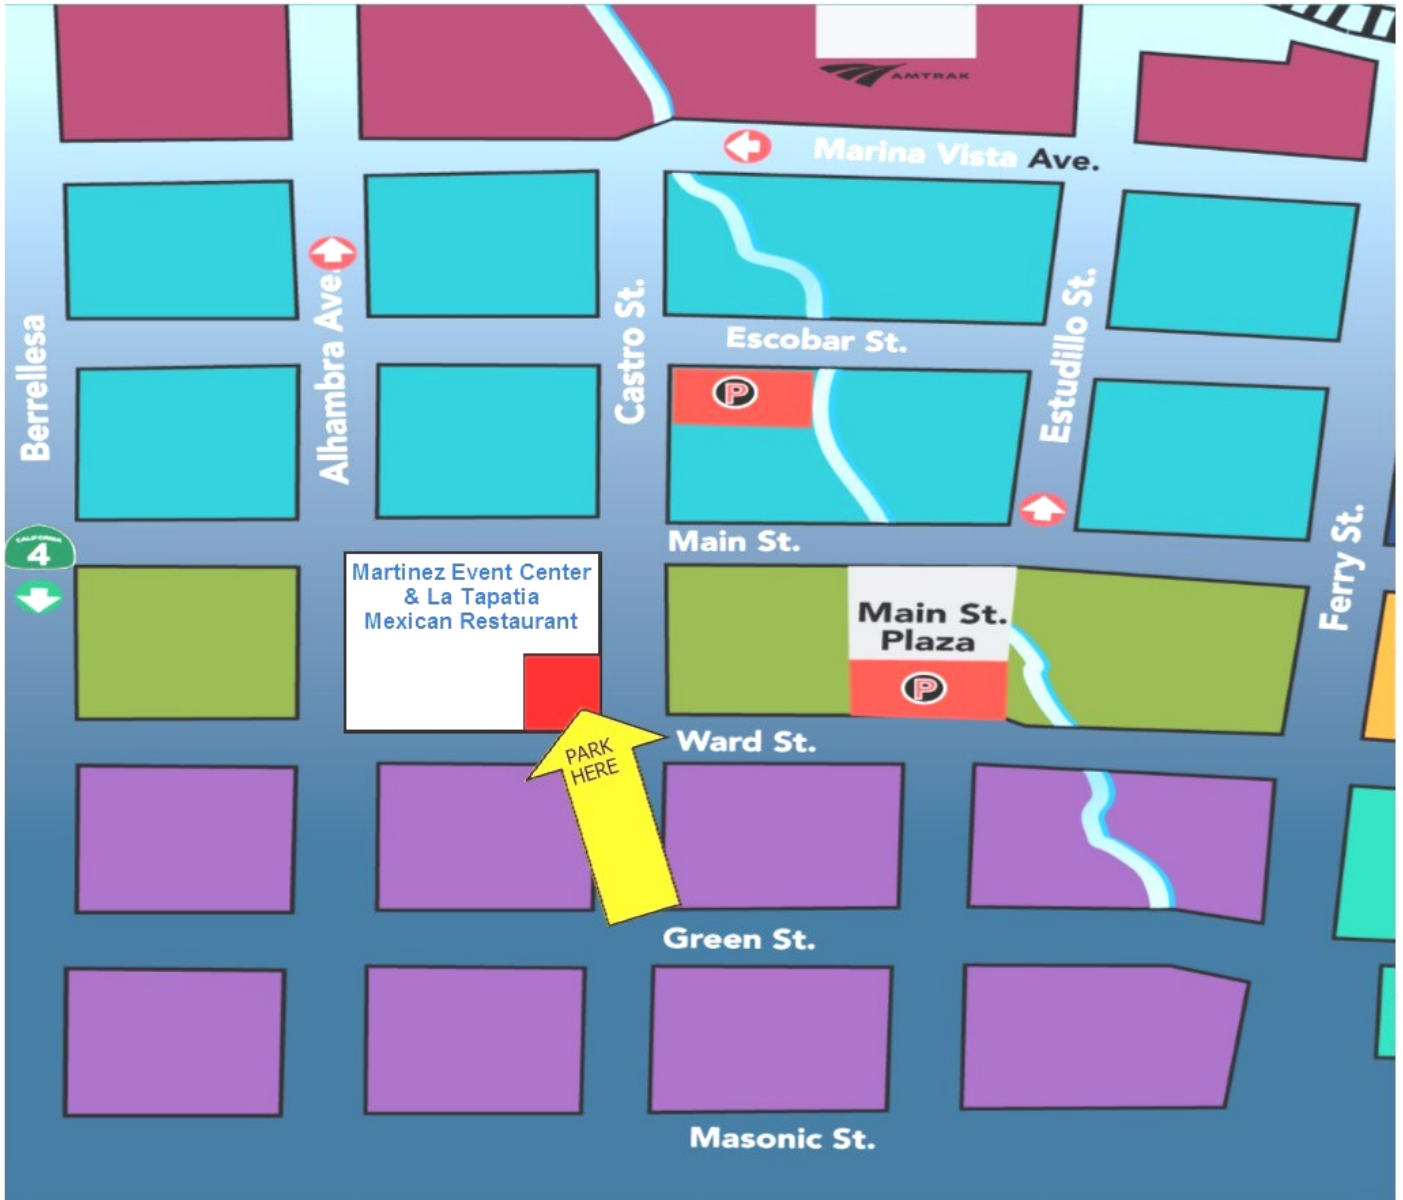 AMTRAK
Marina Vista Ave.
Berrellesa
Alhambra Ave.
Castro St.
Estudillo St.
Escobar St.
P
Ferry St.
Main St.
CALIFORNIA
4
Martinez Event Center
& La Tapatia
Mexican Restaurant
Main St.
Plaza
P
PARK
HERE
Ward St.
Green St.
Masonic St.